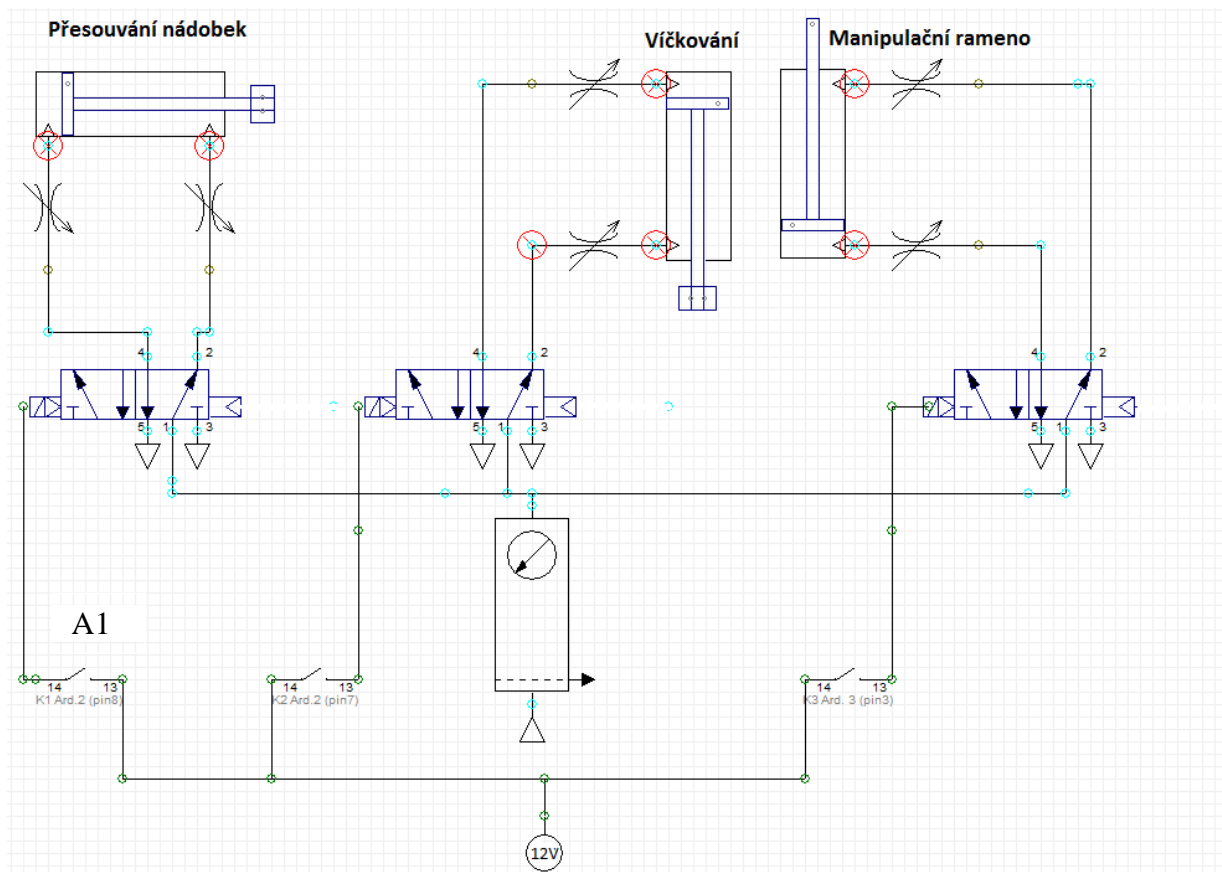 Přesouvání nádobek
Víčkování
Manipulační rameno
4 2
4 2
4 2
5 1 3
5 1 3
5 1 3
A1
14 13
K1 Ard.2 (pin8)
14 13
K2 Ard.2 (pin7)
14 13
K3 Ard. 3 (pin3)
12V